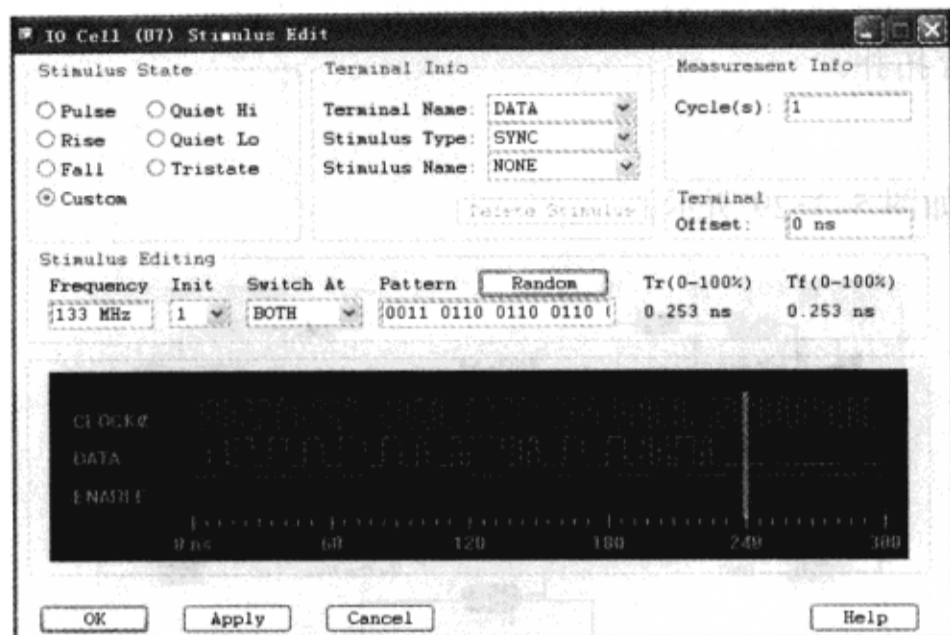 IO Cell (U7) Stimulus Edit
Stimulus State
Pulse Quiet Hi
Rise Quiet Lo
Fall Tristate
Custom
Terminal Info
Terminal Name: DATA
Stimulus Type: SYNC
Stimulus Name: NONE
Delete Stimulus
Measurement Info
Cycle(s): 1
Terminal
Offset: 0 ns
Stimulus Editing
Frequency Init Switch At Pattern Random Tr(0-100%) Tf(0-100%)
133 MHz 1 BOTH 0011 0110 0110 0110 0.253 ns 0.253 ns
CLOCK@
DATA
ENABLE
0 ns 60 120 180 240 300
OK Apply Cancel Help